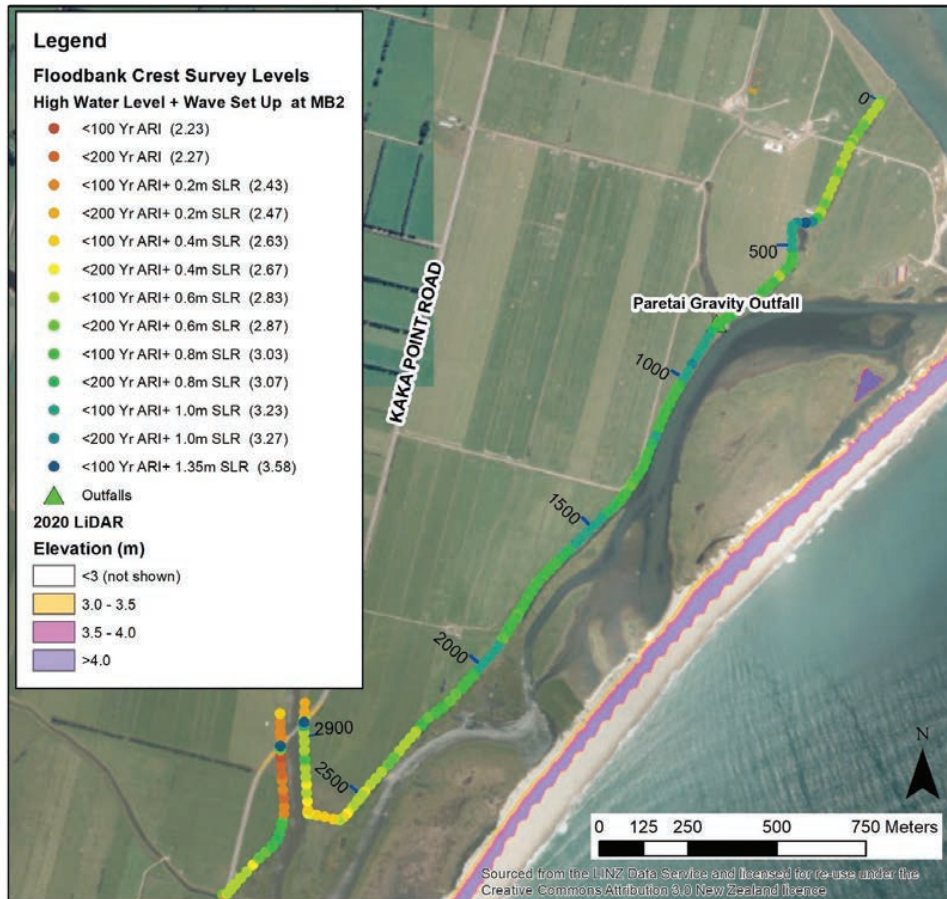 Legend
Floodbank Crest Survey Levels
High Water Level + Wave Set Up at MB2
<100 Yr ARI (2.23)
<200 Yr ARI (2.27)
<100 Yr ARI+ 0.2m SLR (2.43)
<200 Yr ARI+ 0.2m SLR (2.47)
<100 Yr ARI+ 0.4m SLR (2.63)
<200 Yr ARI+ 0.4m SLR (2.67)
<100 Yr ARI+ 0.6m SLR (2.83)
<200 Yr ARI+ 0.6m SLR (2.87)
<100 Yr ARI+ 0.8m SLR (3.03)
<200 Yr ARI+ 0.8m SLR (3.07)
<100 Yr ARI+ 1.0m SLR (3.23)
<200 Yr ARI+ 1.0m SLR (3.27)
<100 Yr ARI+ 1.35m SLR (3.58)
Outfalls
2020 LiDAR
Elevation (m)
<3 (not shown)
3.0 - 3.5
3.5 - 4.0
>4.0
0
500
Paretai Gravity Outfall
KAKA POINT ROAD
1000
1500
2000
2900
2500
N
0 125 250 500 750 Meters
Sourced from the LINZ Data Service and licensed for re-use under the
Creative Commons Attribution 3.0 New Zealand licence